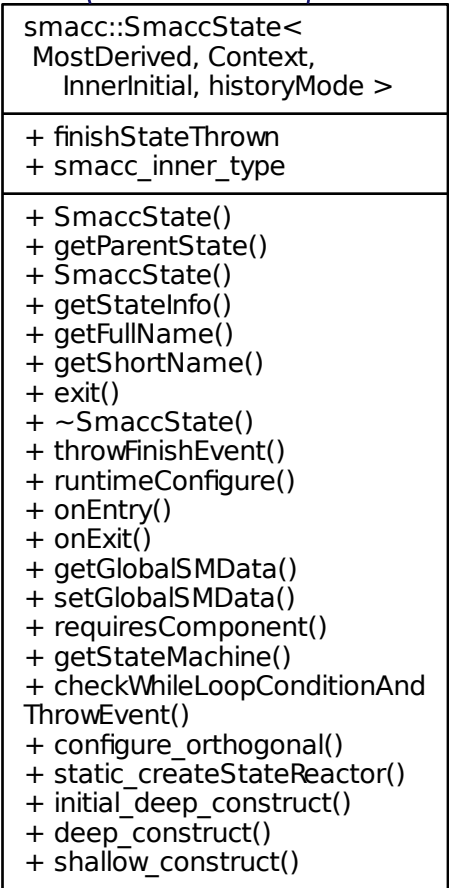 smacc::SmaccState<
MostDerived, Context,
InnerInitial, historyMode >
+ finishStateThrown
+ smacc_inner_type
+ SmaccState()
+ getParentState()
+ SmaccState()
+ getStateInfo()
+ getFullName()
+ getShortName()
+ exit()
+ ~SmaccState()
+ throwFinishEvent()
+ runtimeConfigure()
+ onEntry()
+ onExit()
+ getGlobalSMData()
+ setGlobalSMData()
+ requiresComponent()
+ getStateMachine()
+ checkWhileLoopConditionAnd
ThrowEvent()
+ configure_orthogonal()
+ static_createStateReactor()
+ initial_deep_construct()
+ deep_construct()
+ shallow_construct()